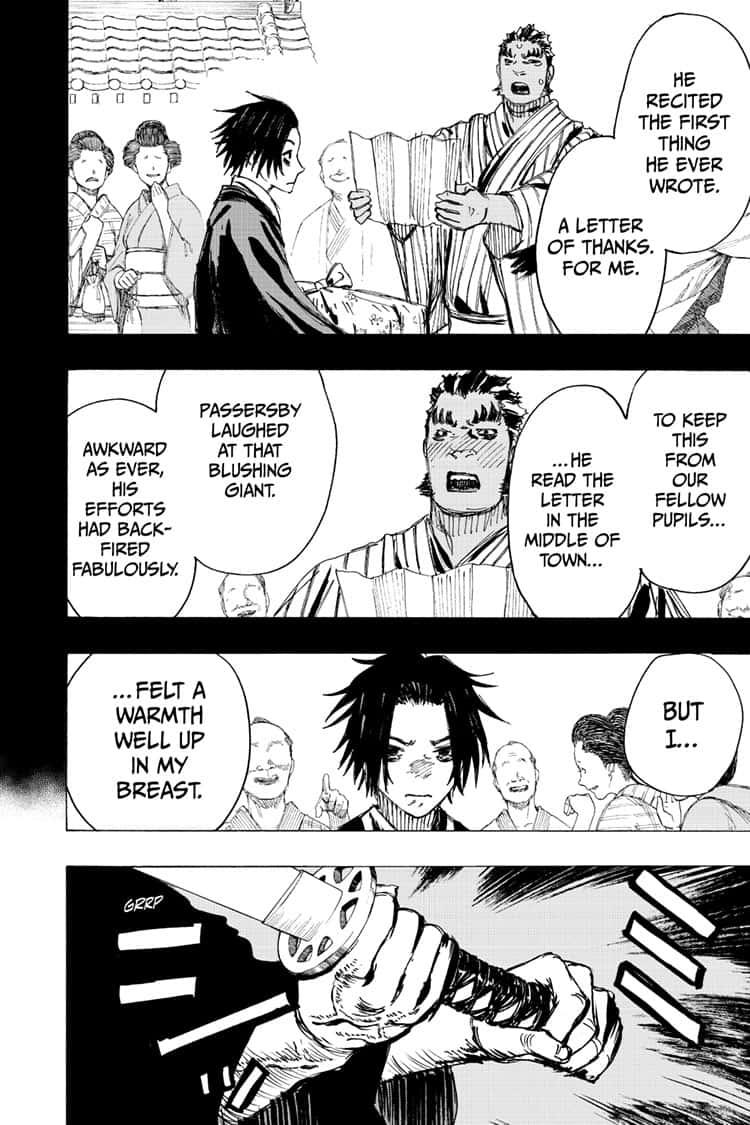 HE
RECITED
THE FIRST
THING
HE EVER
WROTE.
A LETTER
OF THANKS.
FOR ME.
TO KEEP
THIS
FROM
OUR
FELLOW
PUPILS...
...HE
READ THE
LETTER
IN THE
MIDDLE OF
TOWN...
PASSERSBY
LAUGHED
AT THAT
BLUSHING
GIANT.
AWKWARD
AS EVER,
HIS
EFFORTS
HAD BACK-
FIRED
FABULOUSLY.
BUT
I...
...FELT A
WARMTH
WELL UP
IN MY
BREAST.
GRRP